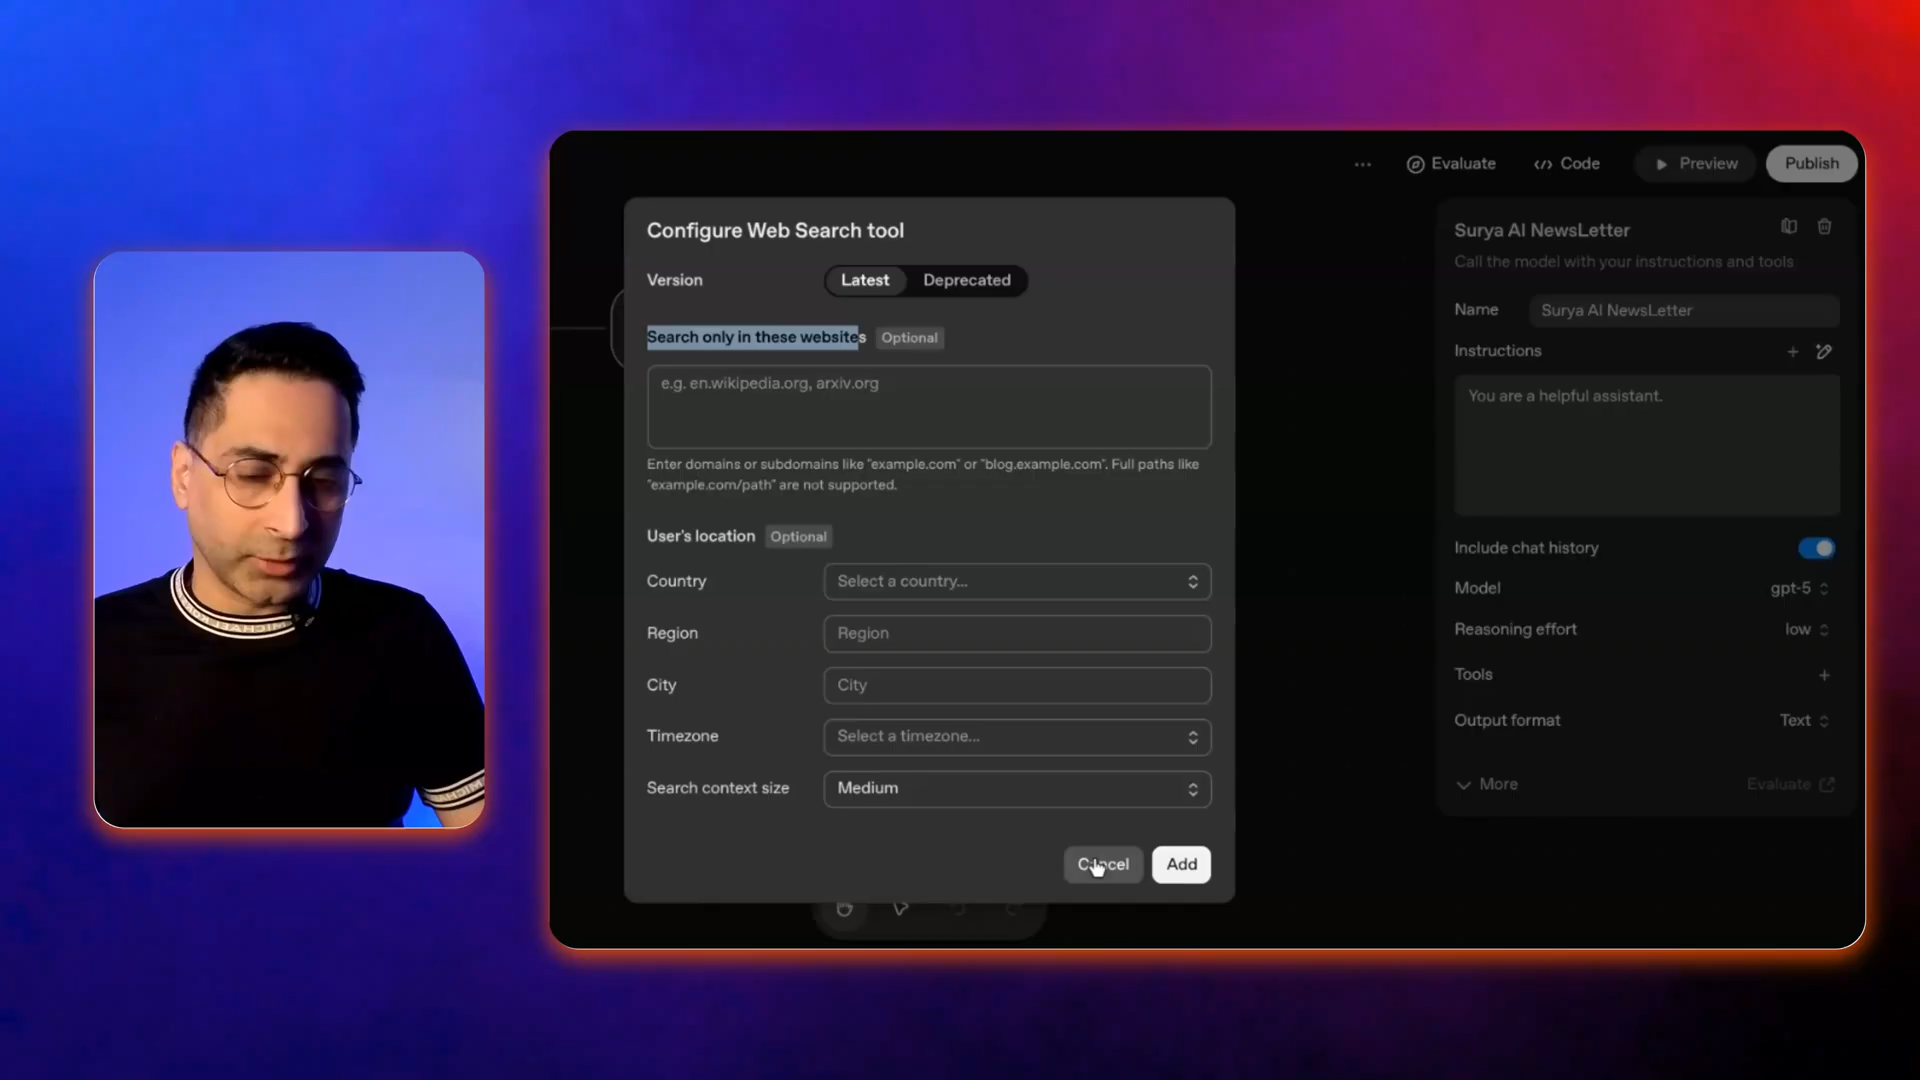 Evaluate
Code
Preview
Publish
Configure Web Search tool
Version
Latest
Deprecated
Search only in these websites
Optional
e.g. en.wikipedia.org, arxiv.org
Enter domains or subdomains like "example.com" or "blog.example.com". Full paths like
"example.com/path" are not supported.
User's location
Optional
Country
Select a country...
Region
Region
City
City
Timezone
Select a timezone...
Search context size
Medium
Cancel
Add
Surya AI NewsLetter
Call the model with your instructions and tools
Name
Surya AI NewsLetter
Instructions
You are a helpful assistant.
Include chat history
Model
gpt-5
Reasoning effort
low
Tools
Output format
Text
More
Evaluate